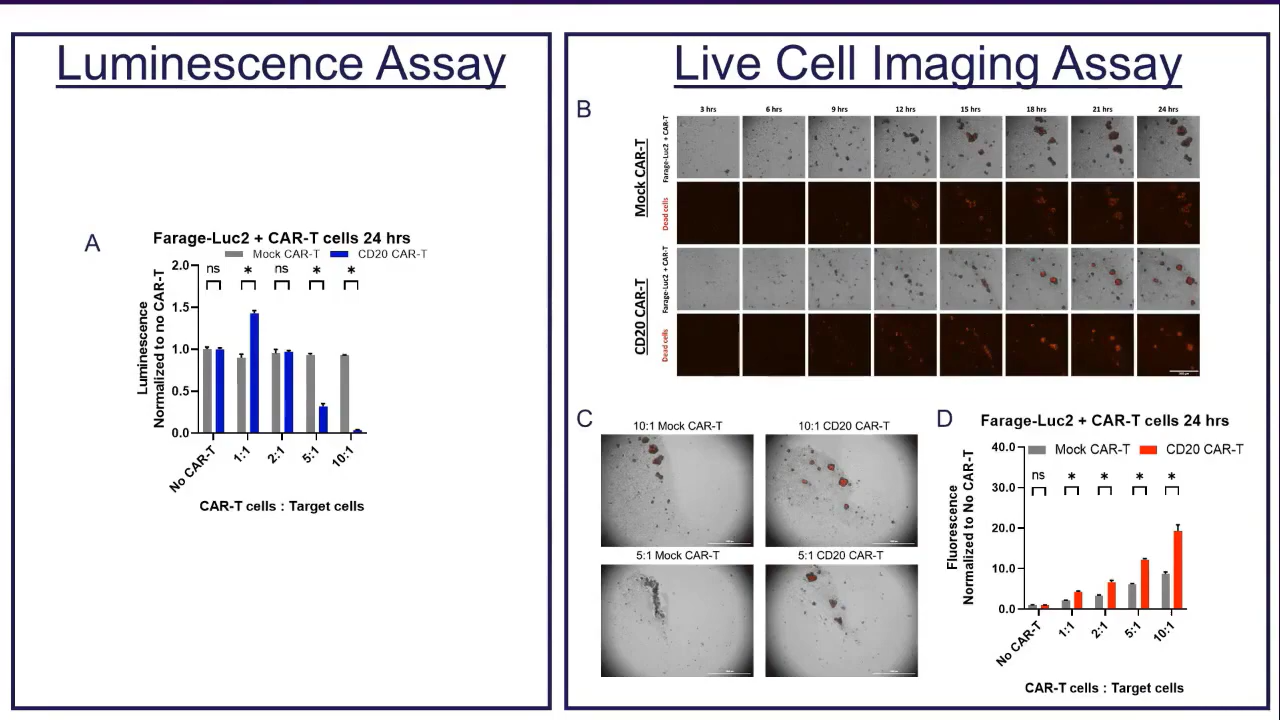 Luminescence Assay
A
Farage-Luc2 + CAR-T cells 24 hrs
Mock CAR-T
CD20 CAR-T
Luminescence
Normalized to no CAR-T
2.0
1.5
1.0
0.5
0.0
ns
*
ns
*
*
No CAR-T
1:1
2:1
5:1
10:1
CAR-T cells : Target cells
Live Cell Imaging Assay
B
3 hrs
6 hrs
9 hrs
12 hrs
15 hrs
18 hrs
21 hrs
24 hrs
Mock CAR-T
Farage-Luc2 + CAR-T
Dead cells
CD20 CAR-T
Farage-Luc2 + CAR-T
Dead cells
C
10:1 Mock CAR-T
10:1 CD20 CAR-T
5:1 Mock CAR-T
5:1 CD20 CAR-T
D
Farage-Luc2 + CAR-T cells 24 hrs
Mock CAR-T
CD20 CAR-T
Fluorescence
Normalized to No CAR-T
40.0
30.0
20.0
10.0
0.0
ns
*
*
*
*
No CAR-T
1:1
2:1
5:1
10:1
CAR-T cells : Target cells